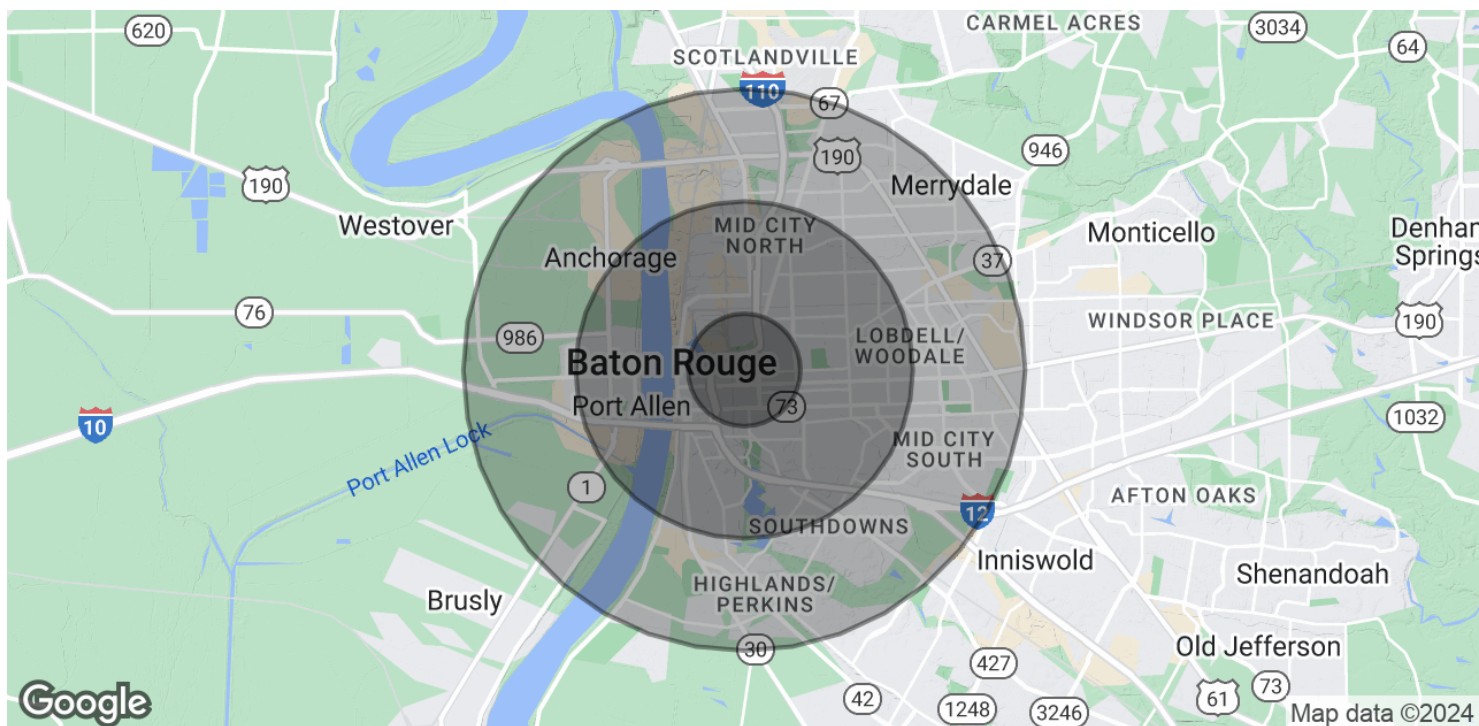 620
CARMEL ACRES
3034
64
SCOTLANDVILLE
110
67
946
190
190
Merrydale
Westover
MID CITY
NORTH
Monticello
Denham
Springs
Anchorage
37
76
986
LOBDELL/
WOODALE
WINDSOR PLACE
190
Baton Rouge
Port Allen
73
10
1032
Port Allen Lock
MID CITY
SOUTH
1
AFTON OAKS
12
SOUTHDOWNS
Inniswold
Shenandoah
HIGHLANDS/
PERKINS
Brusly
30
427
Old Jefferson
42
1248
3246
61
73
Google
Map data ©2024